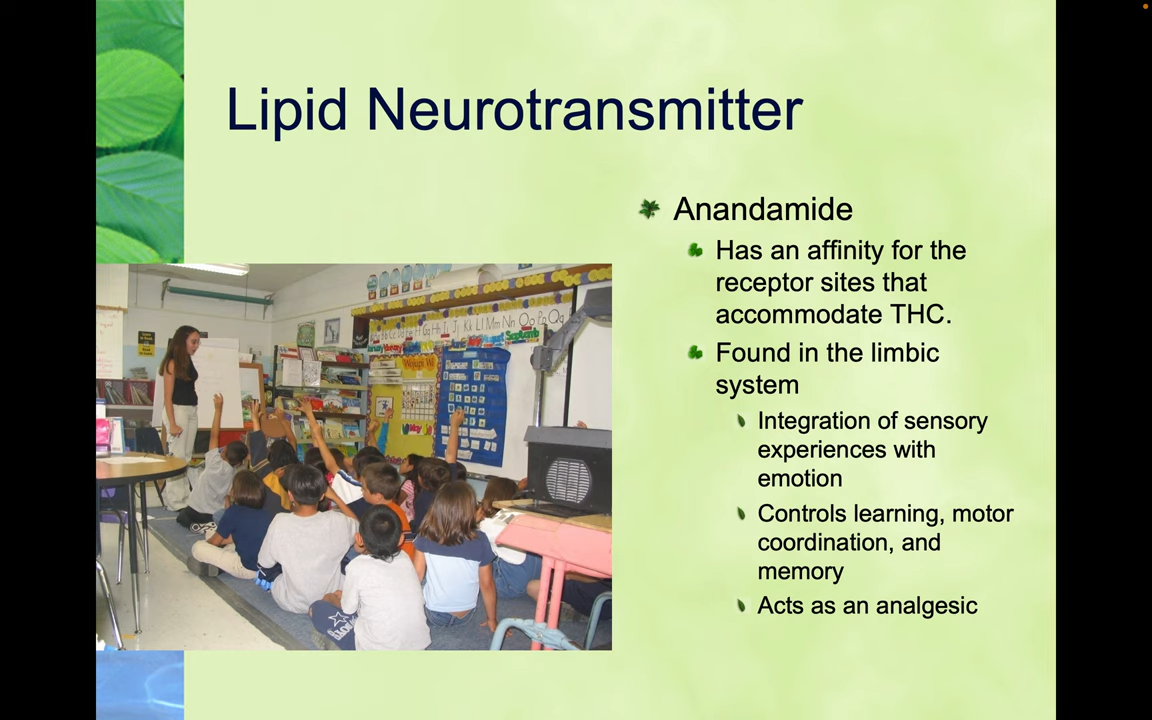 Lipid Neurotransmitter
Anandamide
Has an affinity for the
receptor sites that
accommodate THC.
Found in the limbic
system
Integration of sensory
experiences with
emotion
Controls learning, motor
coordination, and
memory
Acts as an analgesic